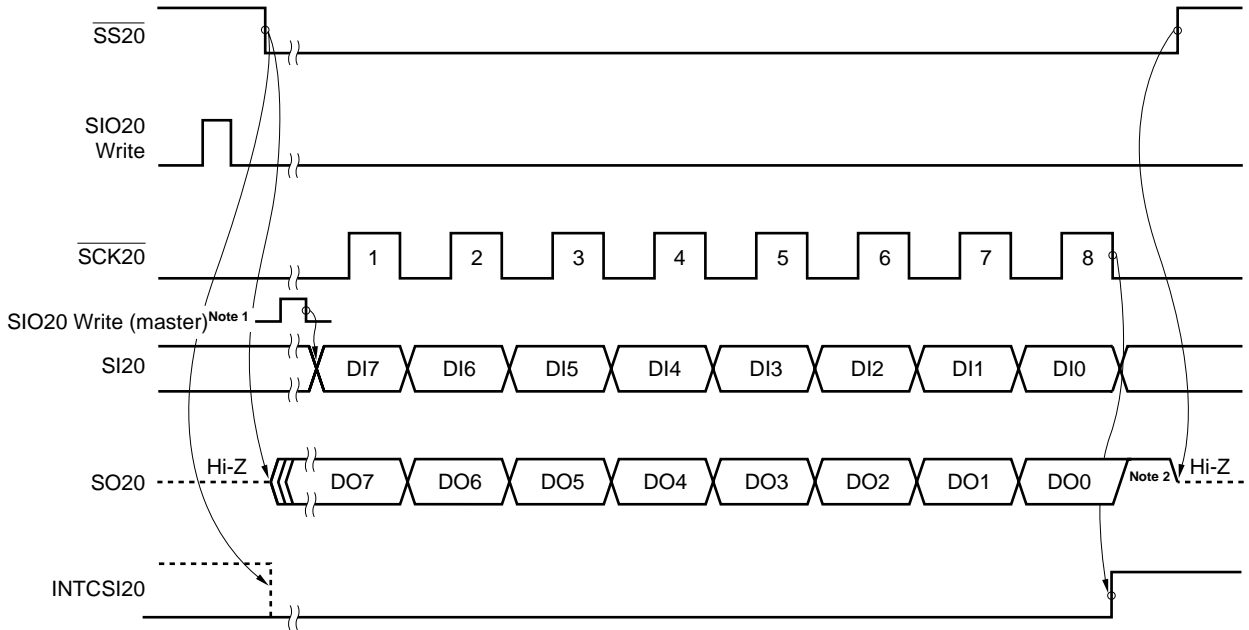 SS20
SIO20
Write
SCK20
1 2 3 4 5 6 7 8
SIO20 Write (master)Note 1
SI20
DI7 DI6 DI5 DI4 DI3 DI2 DI1 DI0
Hi-Z
SO20
DO7 DO6 DO5 DO4 DO3 DO2 DO1 DO0
Note 2
Hi-Z
INTCSI20